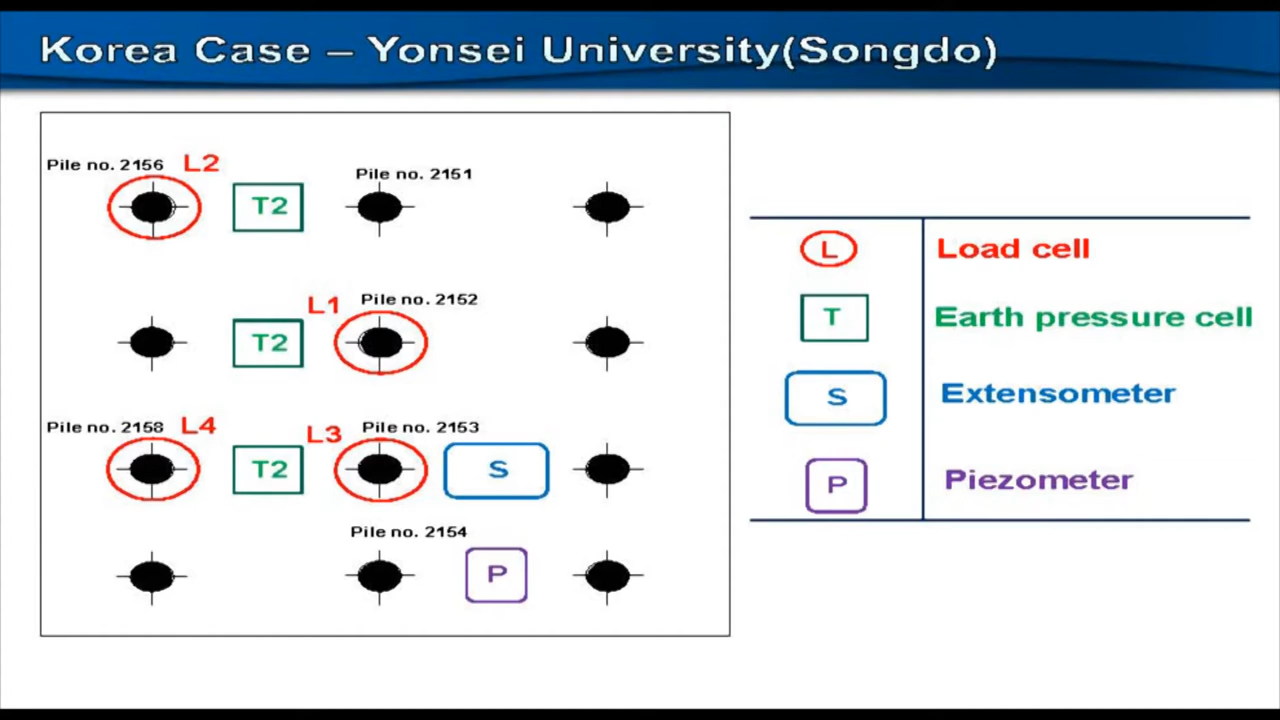 Korea Case – Yonsei University(Songdo)
Pile no. 2156 L2
Pile no. 2151
T2
L1 Pile no. 2152
T2
Pile no. 2158 L4
L3 Pile no. 2153
T2
S
Pile no. 2154
P
L Load cell
T Earth pressure cell
S Extensometer
P Piezometer